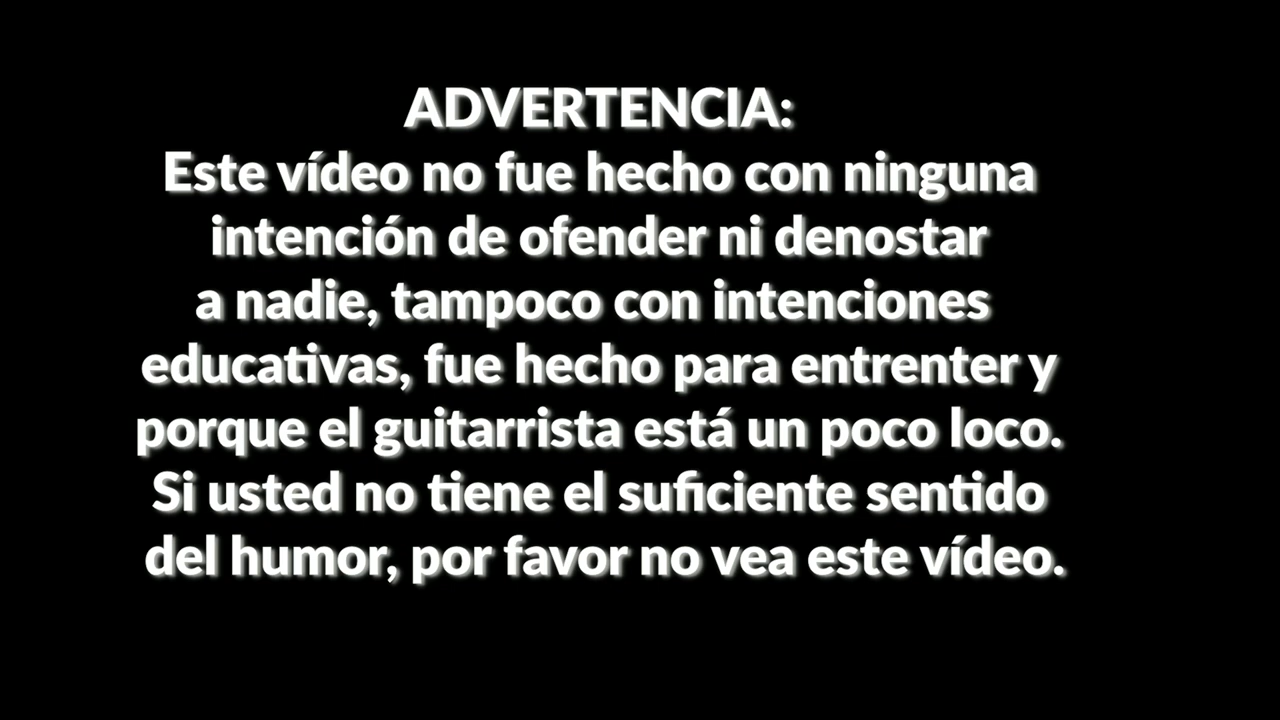 ADVERTENCIA:
Este vídeo no fue hecho con ninguna
intención de ofender ni denostar
a nadie, tampoco con intenciones
educativas, fue hecho para entrenter y
porque el guitarrista está un poco loco.
Si usted no tiene el suficiente sentido
del humor, por favor no vea este vídeo.